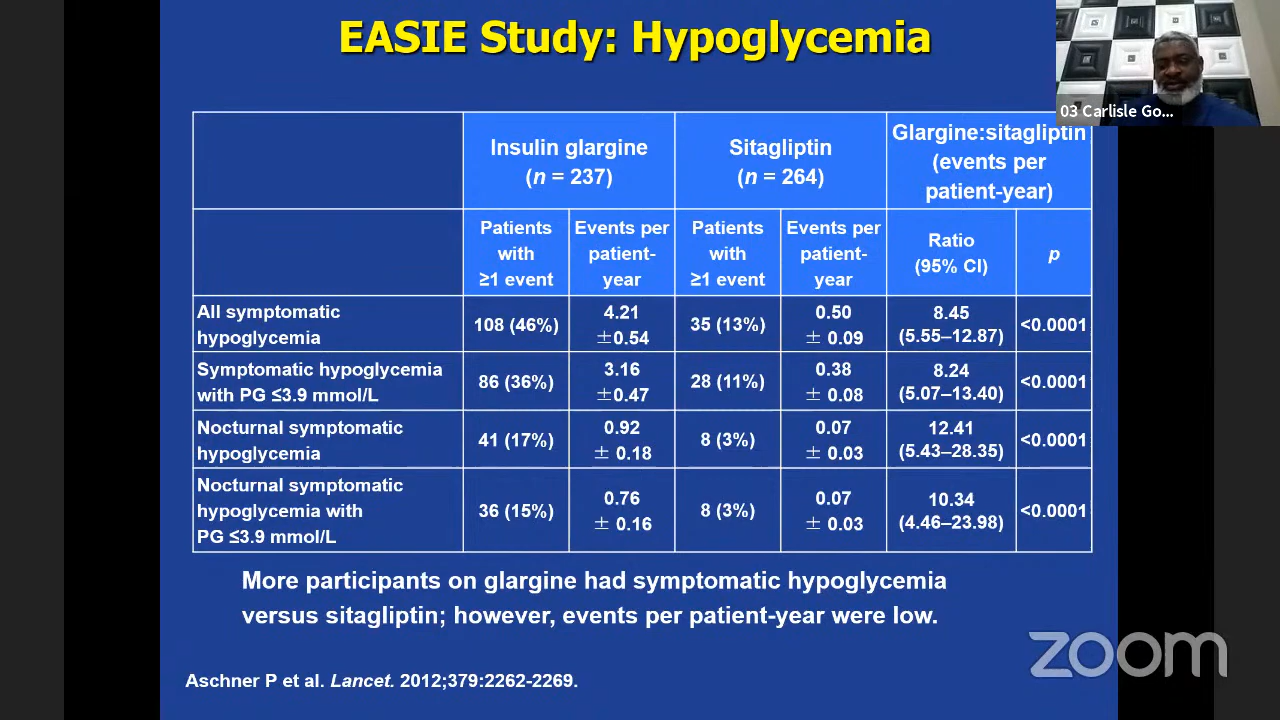 EASIE Study: Hypoglycemia
03 Carlisle Go...
Insulin glargine
(n = 237)
Sitagliptin
(n = 264)
Glargine:sitagliptin
(events per
patient-year)
Patients
with
≥1 event
Events per
patient-
year
Patients
with
≥1 event
Events per
patient-
year
Ratio
(95% CI)
p
All symptomatic
hypoglycemia
108 (46%)
4.21
±0.54
35 (13%)
0.50
± 0.09
8.45
(5.55–12.87)
<0.0001
Symptomatic hypoglycemia
with PG ≤3.9 mmol/L
86 (36%)
3.16
±0.47
28 (11%)
0.38
± 0.08
8.24
(5.07–13.40)
<0.0001
Nocturnal symptomatic
hypoglycemia
41 (17%)
0.92
± 0.18
8 (3%)
0.07
± 0.03
12.41
(5.43–28.35)
<0.0001
Nocturnal symptomatic
hypoglycemia with
PG ≤3.9 mmol/L
36 (15%)
0.76
± 0.16
8 (3%)
0.07
± 0.03
10.34
(4.46–23.98)
<0.0001
More participants on glargine had symptomatic hypoglycemia
versus sitagliptin; however, events per patient-year were low.
Aschner P et al. Lancet. 2012;379:2262-2269.
zoom